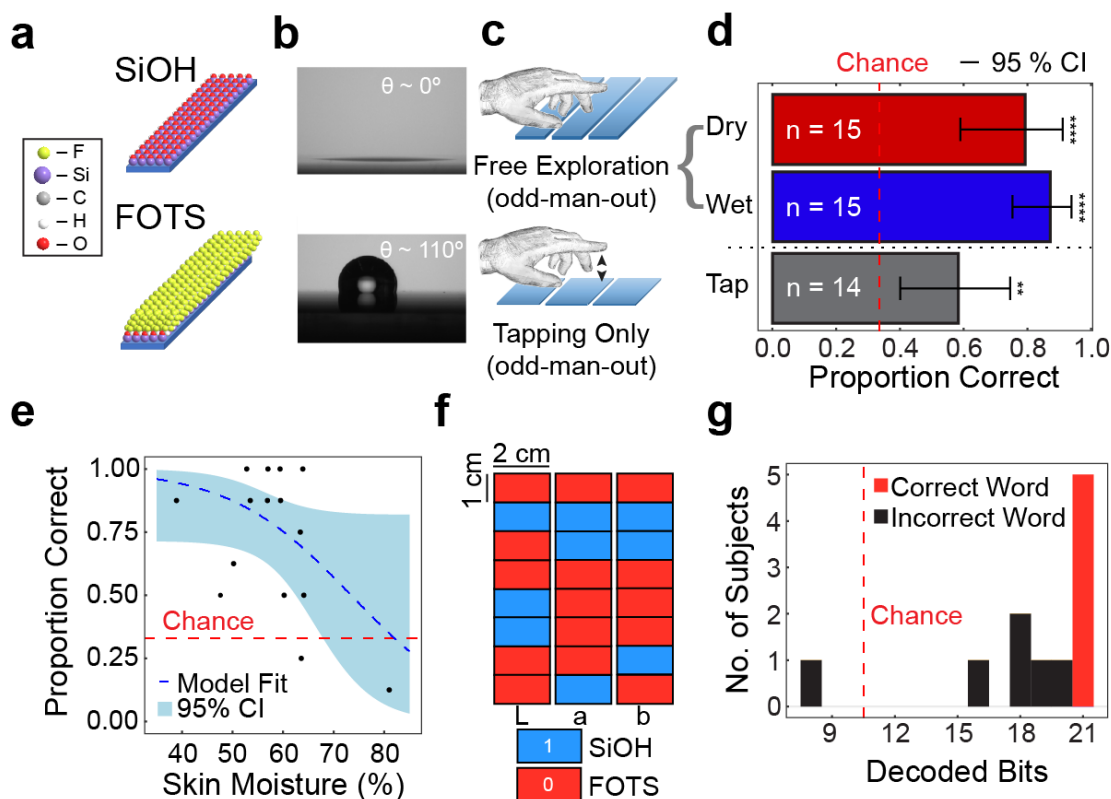 a
SiOH
– F
– Si
– C
– H
– O
FOTS
b
θ ~ 0º
θ ~ 110º
c
Free Exploration
(odd-man-out)
Tapping Only
(odd-man-out)
d
Chance
– 95 % CI
Dry
n = 15
****
Wet
n = 15
****
Tap
n = 14
**
0.0 0.2 0.4 0.6 0.8 1.0
Proportion Correct
e
Proportion Correct
1.00
0.75
0.50
0.25
0.00
Chance
Model Fit
95% CI
40 50 60 70 80
Skin Moisture (%)
f
2 cm
1 cm
L a b
1 SiOH
0 FOTS
g
No. of Subjects
5
4
3
2
1
0
Correct Word
Incorrect Word
Chance
9 12 15 18 21
Decoded Bits